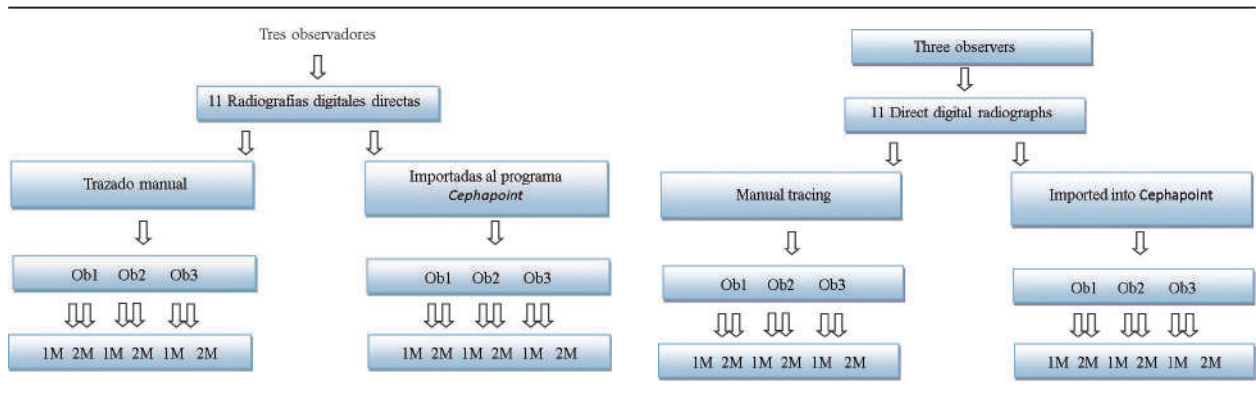 Tres observadores
11 Radiografias digitales directas
Trazado manual
Importadas al programa
Cephapoint
Ob1 Ob2 Ob3
Ob1 Ob2 Ob3
1M 2M 1M 2M 1M 2M
1M 2M 1M 2M 1M 2M
Three observers
11 Direct digital radiographs
Manual tracing
Imported into Cephapoint
Ob1 Ob2 Ob3
Ob1 Ob2 Ob3
1M 2M 1M 2M 1M 2M
1M 2M 1M 2M 1M 2M